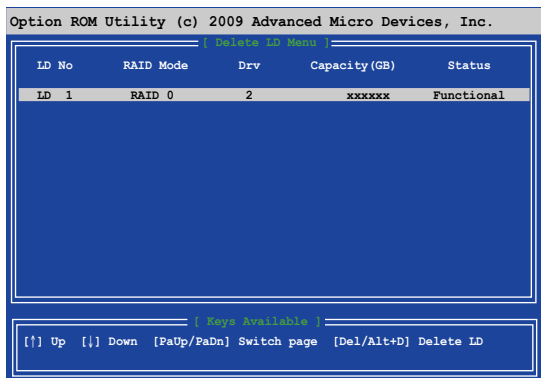 Option ROM Utility (c) 2009 Advanced Micro Devices, Inc.
[ Delete LD Menu ]
LD No RAID Mode Drv Capacity(GB) Status
LD 1 RAID 0 2 xxxxxx Functional
[ Keys Available ]
[↑] Up [↓] Down [PaUp/PaDn] Switch page [Del/Alt+D] Delete LD